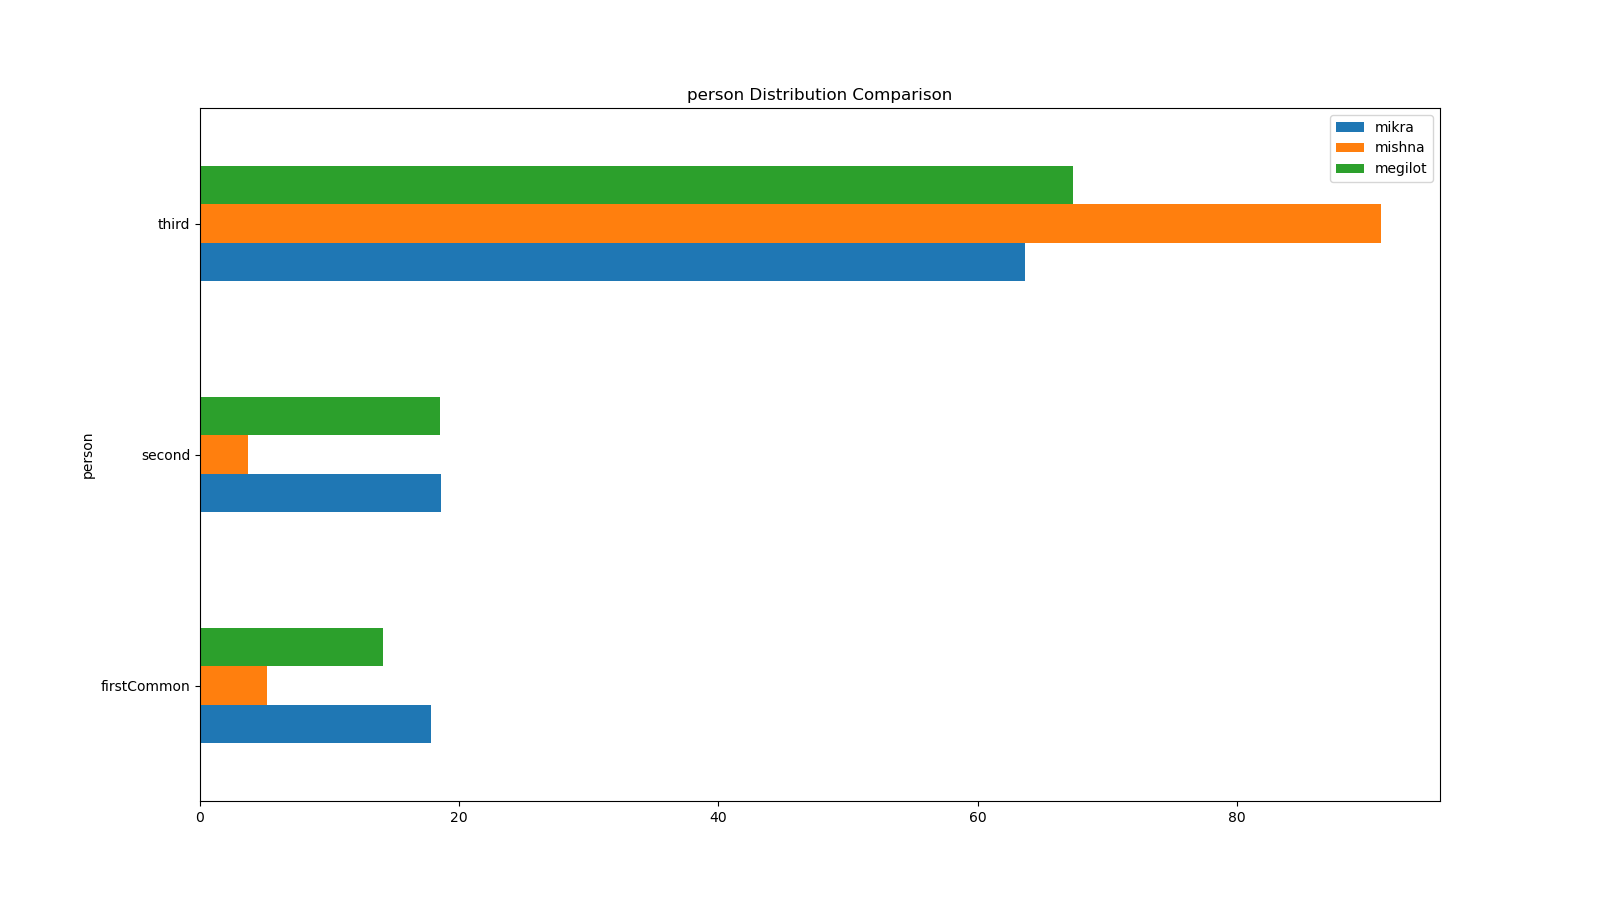 person Distribution Comparison
mikra
mishna
megilot
third
second
firstCommon
person
0 20 40 60 80